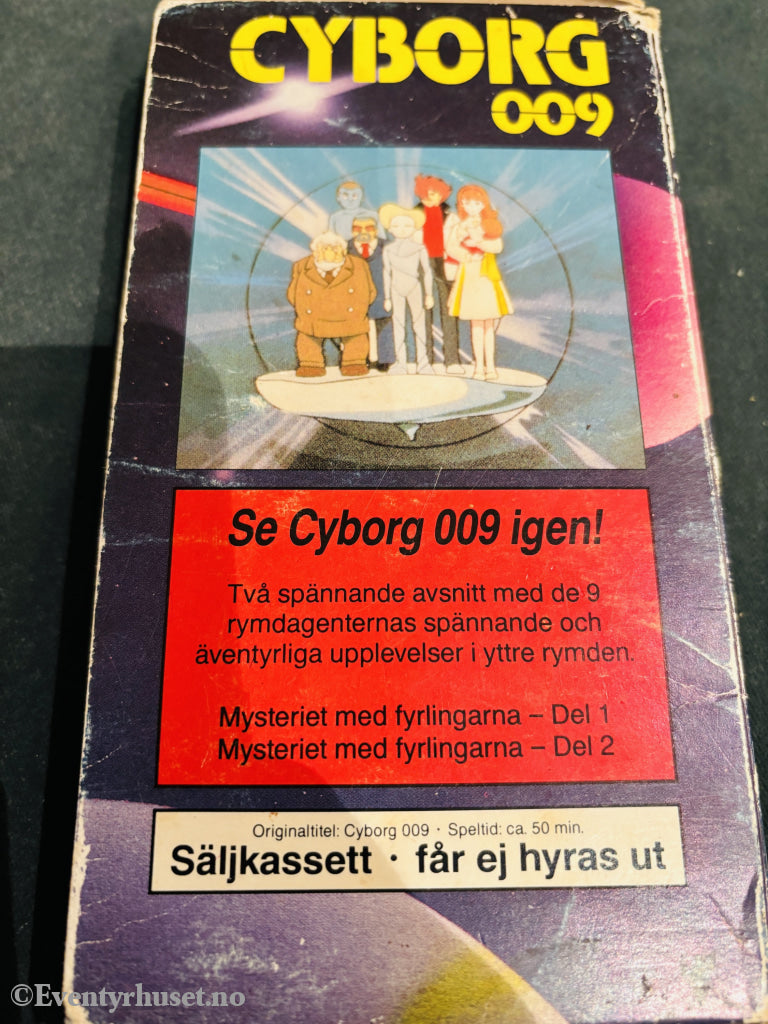 CYBORG
009
Se Cyborg 009 igen!
Två spännande avsnitt med de 9
rymdagenternas spännande och
äventyrliga upplevelser i yttre rymden.
Mysteriet med fyrlingarna – Del 1
Mysteriet med fyrlingarna – Del 2
Originaltitel: Cyborg 009 · Speltid: ca. 50 min.
Säljkassett · får ej hyras ut
©Eventyrhuset.no